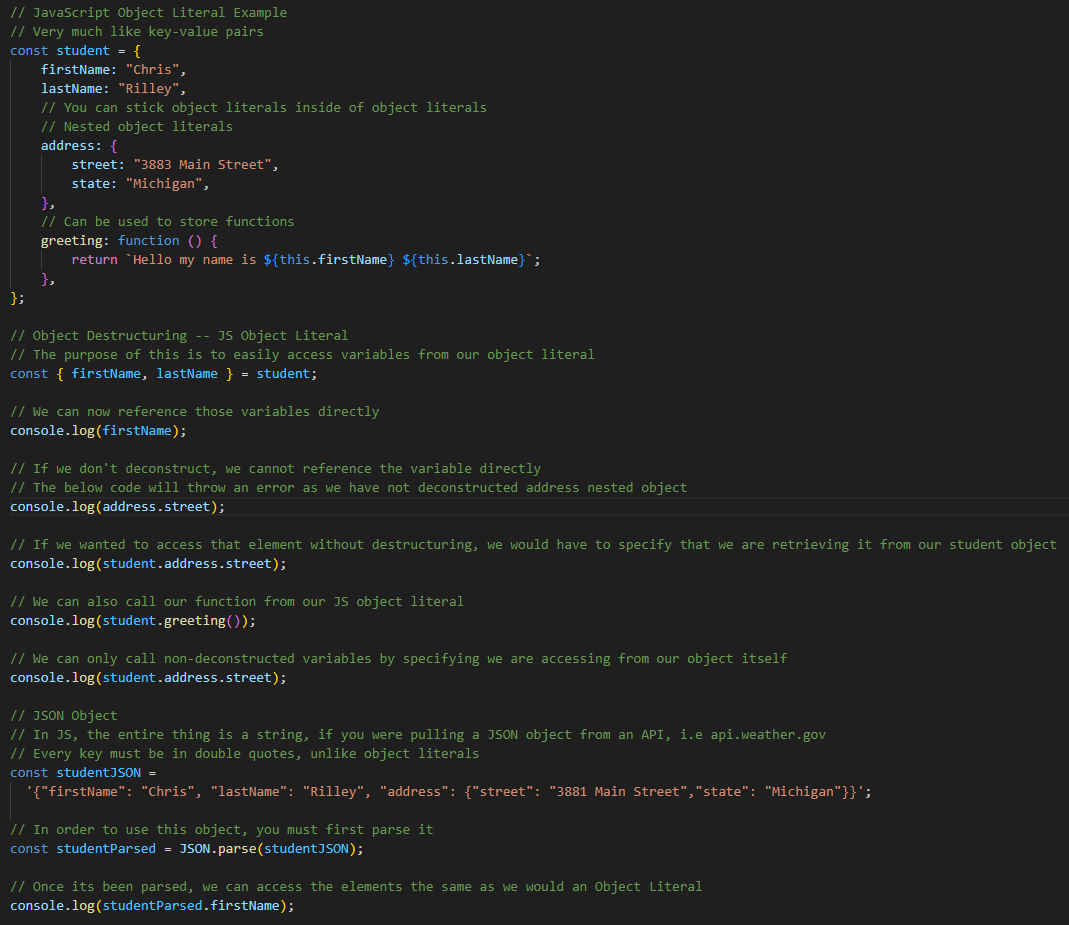 // JavaScript Object Literal Example
// Very much like key-value pairs
const student = {
    firstName: "Chris",
    lastName: "Rilley",
    // You can stick object literals inside of object literals
    // Nested object literals
    address: {
        street: "3883 Main Street",
        state: "Michigan",
    },
    // Can be used to store functions
    greeting: function () {
        return `Hello my name is ${this.firstName} ${this.lastName}`;
    },
};

// Object Destructuring -- JS Object Literal
// The purpose of this is to easily access variables from our object literal
const { firstName, lastName } = student;

// We can now reference those variables directly
console.log(firstName);

// If we don't deconstruct, we cannot reference the variable directly
// The below code will throw an error as we have not deconstructed address nested object
console.log(address.street);

// If we wanted to access that element without destructuring, we would have to specify that we are retrieving it from our student object
console.log(student.address.street);

// We can also call our function from our JS object literal
console.log(student.greeting());

// We can only call non-deconstructed variables by specifying we are accessing from our object itself
console.log(student.address.street);

// JSON Object
// In JS, the entire thing is a string, if you were pulling a JSON object from an API, i.e api.weather.gov
// Every key must be in double quotes, unlike object literals
const studentJSON =
  '{"firstName": "Chris", "lastName": "Rilley", "address": {"street": "3881 Main Street","state": "Michigan"}}';

// In order to use this object, you must first parse it
const studentParsed = JSON.parse(studentJSON);

// Once its been parsed, we can access the elements the same as we would an Object Literal
console.log(studentParsed.firstName);